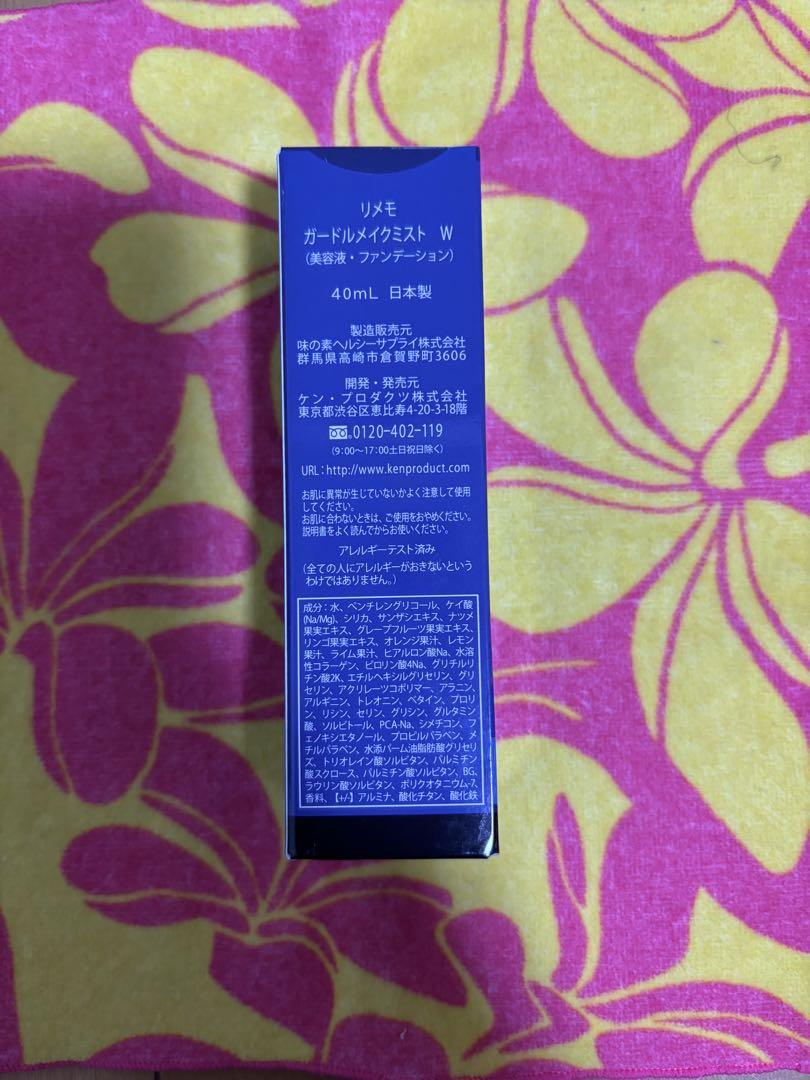 リメモ
ガードルメイクミスト W
(美容液・ファンデーション)
40mL 日本製
製造販売元
味の素ヘルシーサプライ株式会社
群馬県高崎市倉賀野町3606
開発・発売元
ケン・プロダクツ株式会社
東京都渋谷区恵比寿4-20-3-18階
0120-402-119
(9:00〜17:00土日祝日除く)
URL:http://www.kenproduct.com
お肌に異常が生じていないかよく注意して使用
してください。
お肌に合わないときは、ご使用をおやめください。
説明書をよく読んでからお使いください。
アレルギーテスト済み
(全ての人にアレルギーがおきないという
わけではありません。)
成分:水、ペンチレングリコール、ケイ酸
(Na/Mg)、シリカ、サンザシエキス、ナツメ
果実エキス、グレープフルーツ果実エキス、
リンゴ果実エキス、オレンジ果汁、レモン
果汁、ライム果汁、ヒアルロン酸Na、水溶
性コラーゲン、ピロリン酸4Na、グリチルリ
チン酸2K、エチルヘキシルグリセリン、グリ
セリン、アクリレーツコポリマー、アラニン、
アルギニン、トレオニン、ベタイン、プロリ
ン、リシン、セリン、グリシン、グルタミン
酸、ソルビトール、PCA-Na、シメチコン、フ
ェノキシエタノール、プロピルパラベン、メ
チルパラベン、水添パーム油脂肪酸グリセリ
ズ、トリオレイン酸ソルビタン、パルミチン
酸スクロース、パルミチン酸ソルビタン、BG、
ラウリン酸ソルビタン、ポリクオタニウム-7、
香料、【+/-】アルミナ、酸化チタン、酸化鉄